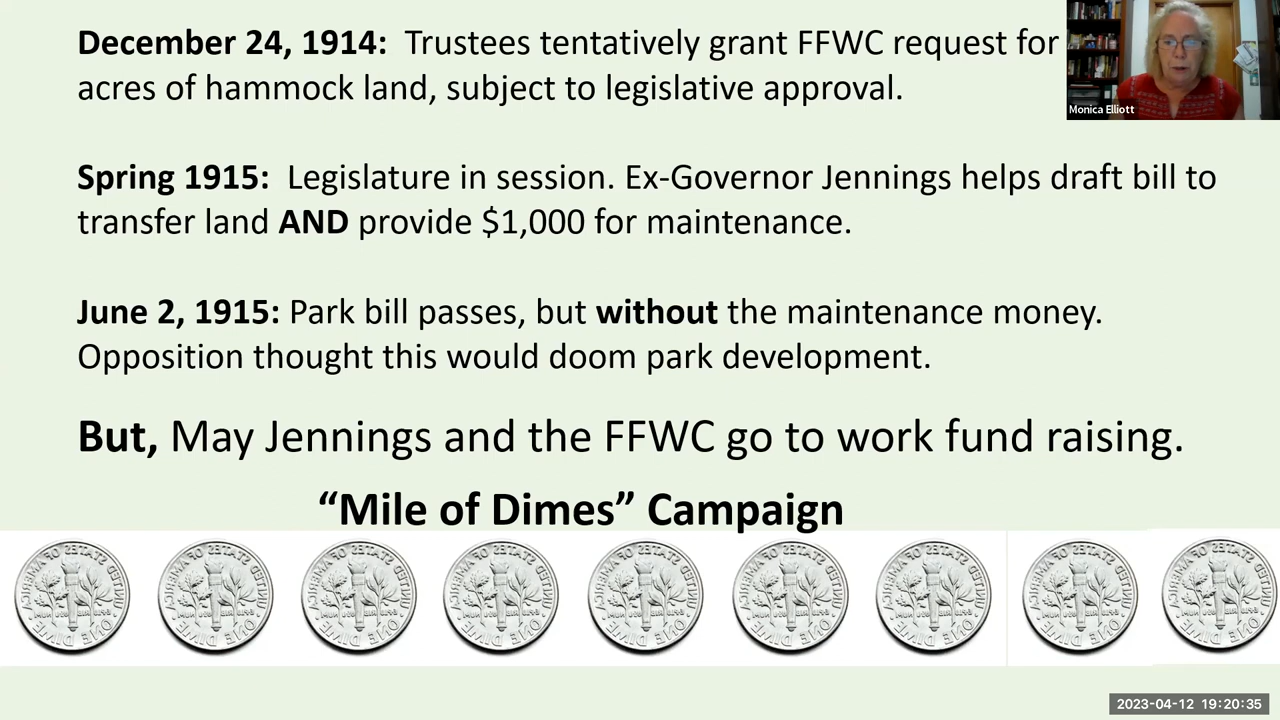 December 24, 1914: Trustees tentatively grant FFWC request for
acres of hammock land, subject to legislative approval.
Monica Elliott
Spring 1915: Legislature in session. Ex-Governor Jennings helps draft bill to
transfer land AND provide $1,000 for maintenance.
June 2, 1915: Park bill passes, but without the maintenance money.
Opposition thought this would doom park development.
But, May Jennings and the FFWC go to work fund raising.
“Mile of Dimes” Campaign
2023-04-12 19:20:35